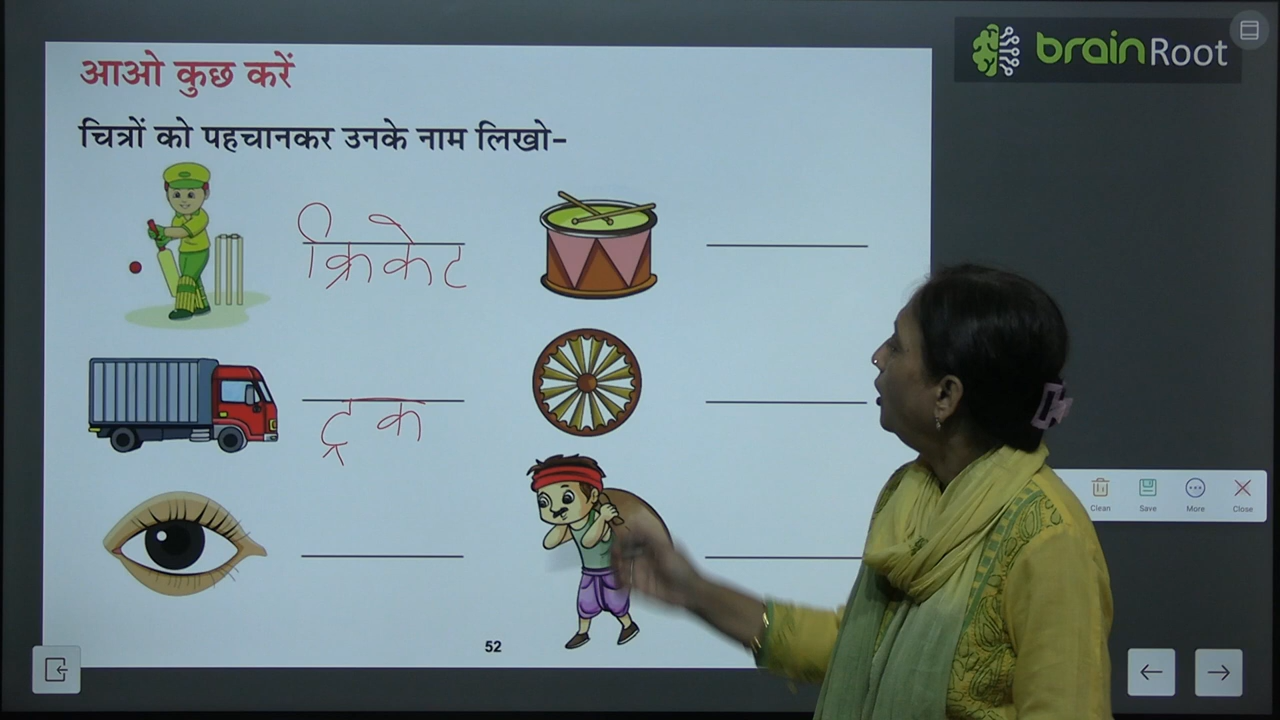 brainRoot
आओ कुछ करें
चित्रों को पहचानकर उनके नाम लिखो-
क्रिकेट
ट्रक
52
Clean Save More Close